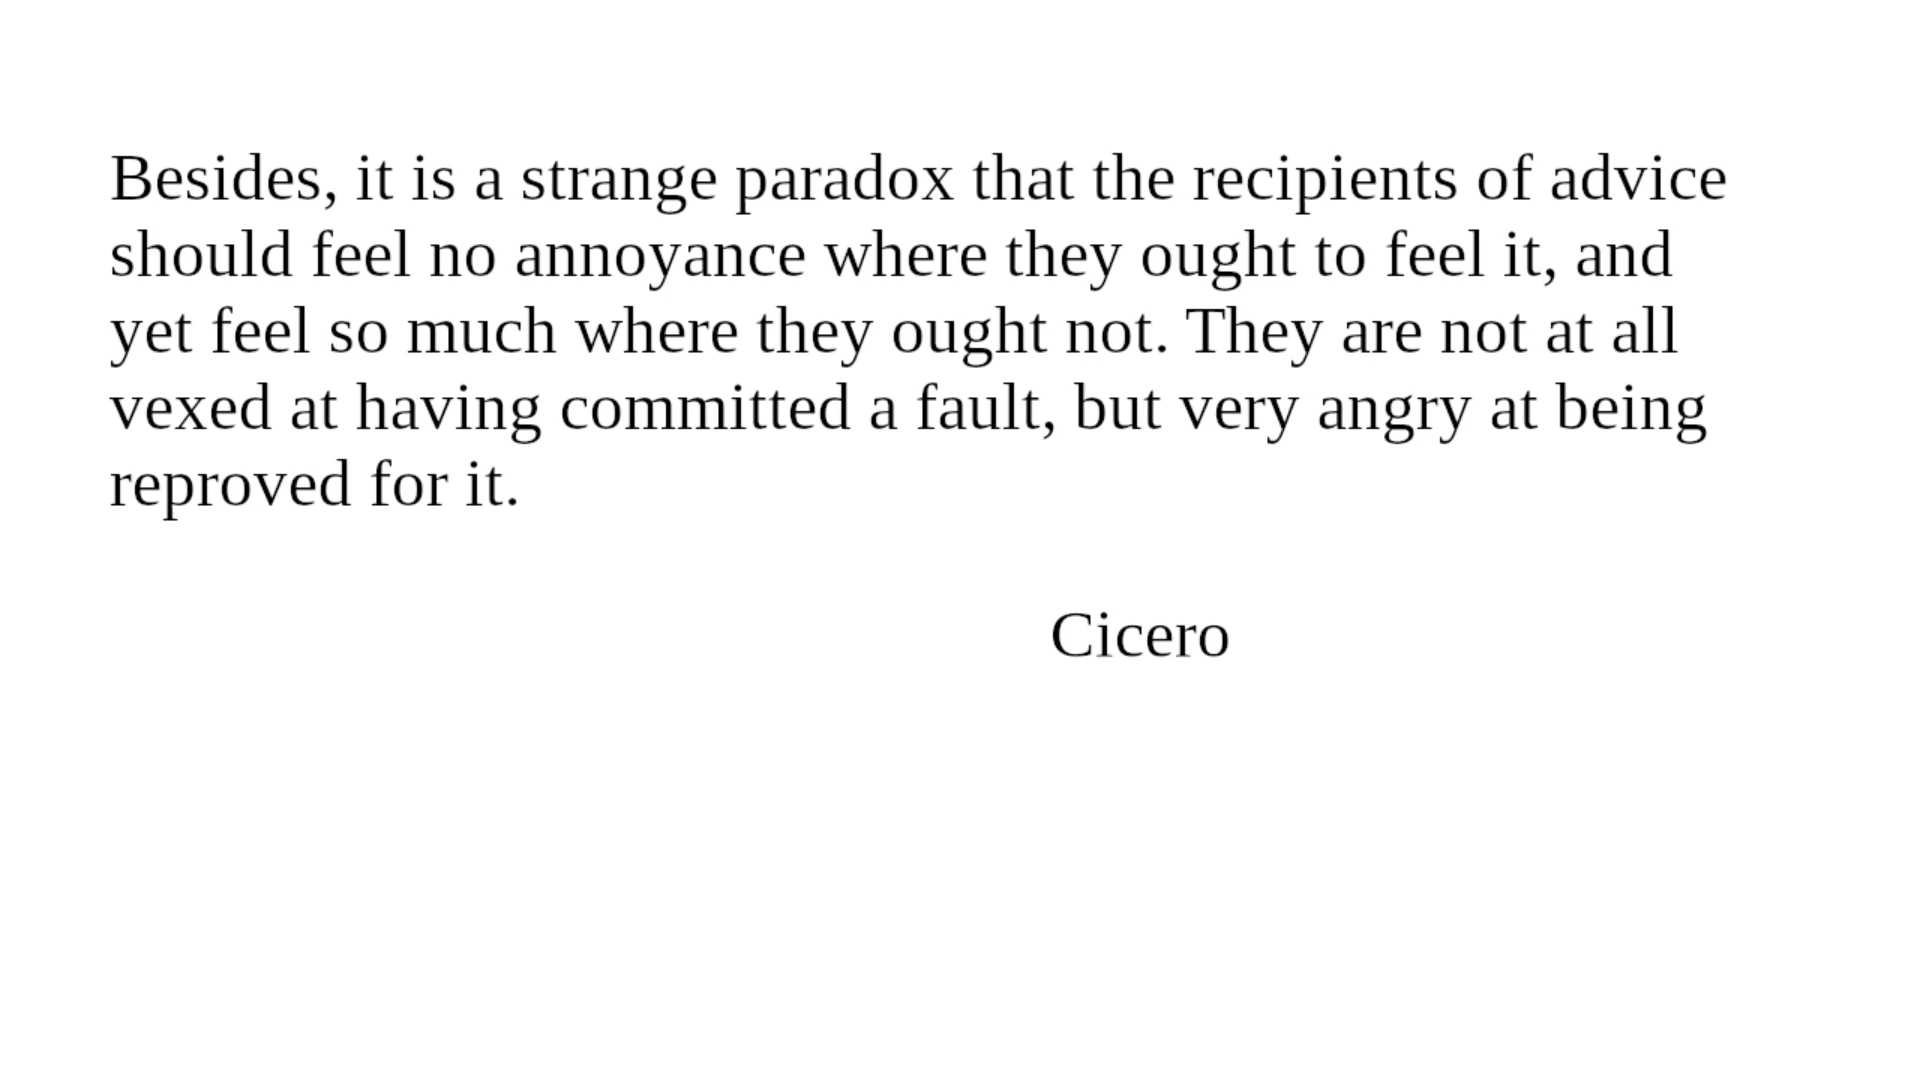 Besides, it is a strange paradox that the recipients of advice
should feel no annoyance where they ought to feel it, and
yet feel so much where they ought not. They are not at all
vexed at having committed a fault, but very angry at being
reproved for it.
Cicero